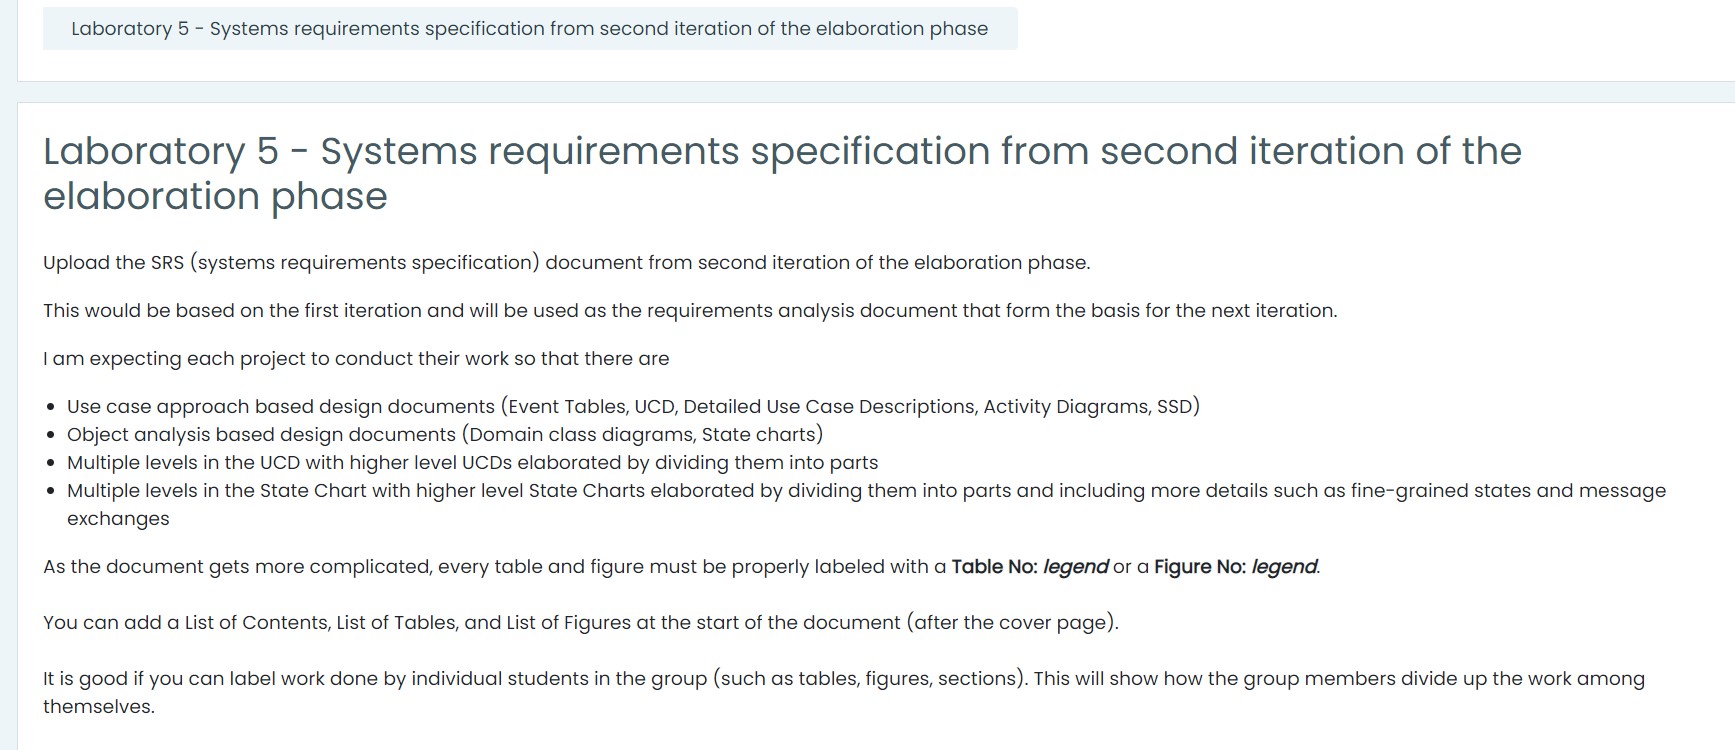 Laboratory 5 - Systems requirements specification from second iteration of the elaboration phase
Laboratory 5 - Systems requirements specification from second iteration of the
elaboration phase
Upload the SRS (systems requirements specification) document from second iteration of the elaboration phase.
This would be based on the first iteration and will be used as the requirements analysis document that form the basis for the next iteration.
I am expecting each project to conduct their work so that there are
• Use case approach based design documents (Event Tables, UCD, Detailed Use Case Descriptions, Activity Diagrams, SSD)
• Object analysis based design documents (Domain class diagrams, State charts)
• Multiple levels in the UCD with higher level UCDs elaborated by dividing them into parts
• Multiple levels in the State Chart with higher level State Charts elaborated by dividing them into parts and including more details such as fine-grained states and message
exchanges
As the document gets more complicated, every table and figure must be properly labeled with a Table No: legend or a Figure No: legend.
You can add a List of Contents, List of Tables, and List of Figures at the start of the document (after the cover page).
It is good if you can label work done by individual students in the group (such as tables, figures, sections). This will show how the group members divide up the work among
themselves.